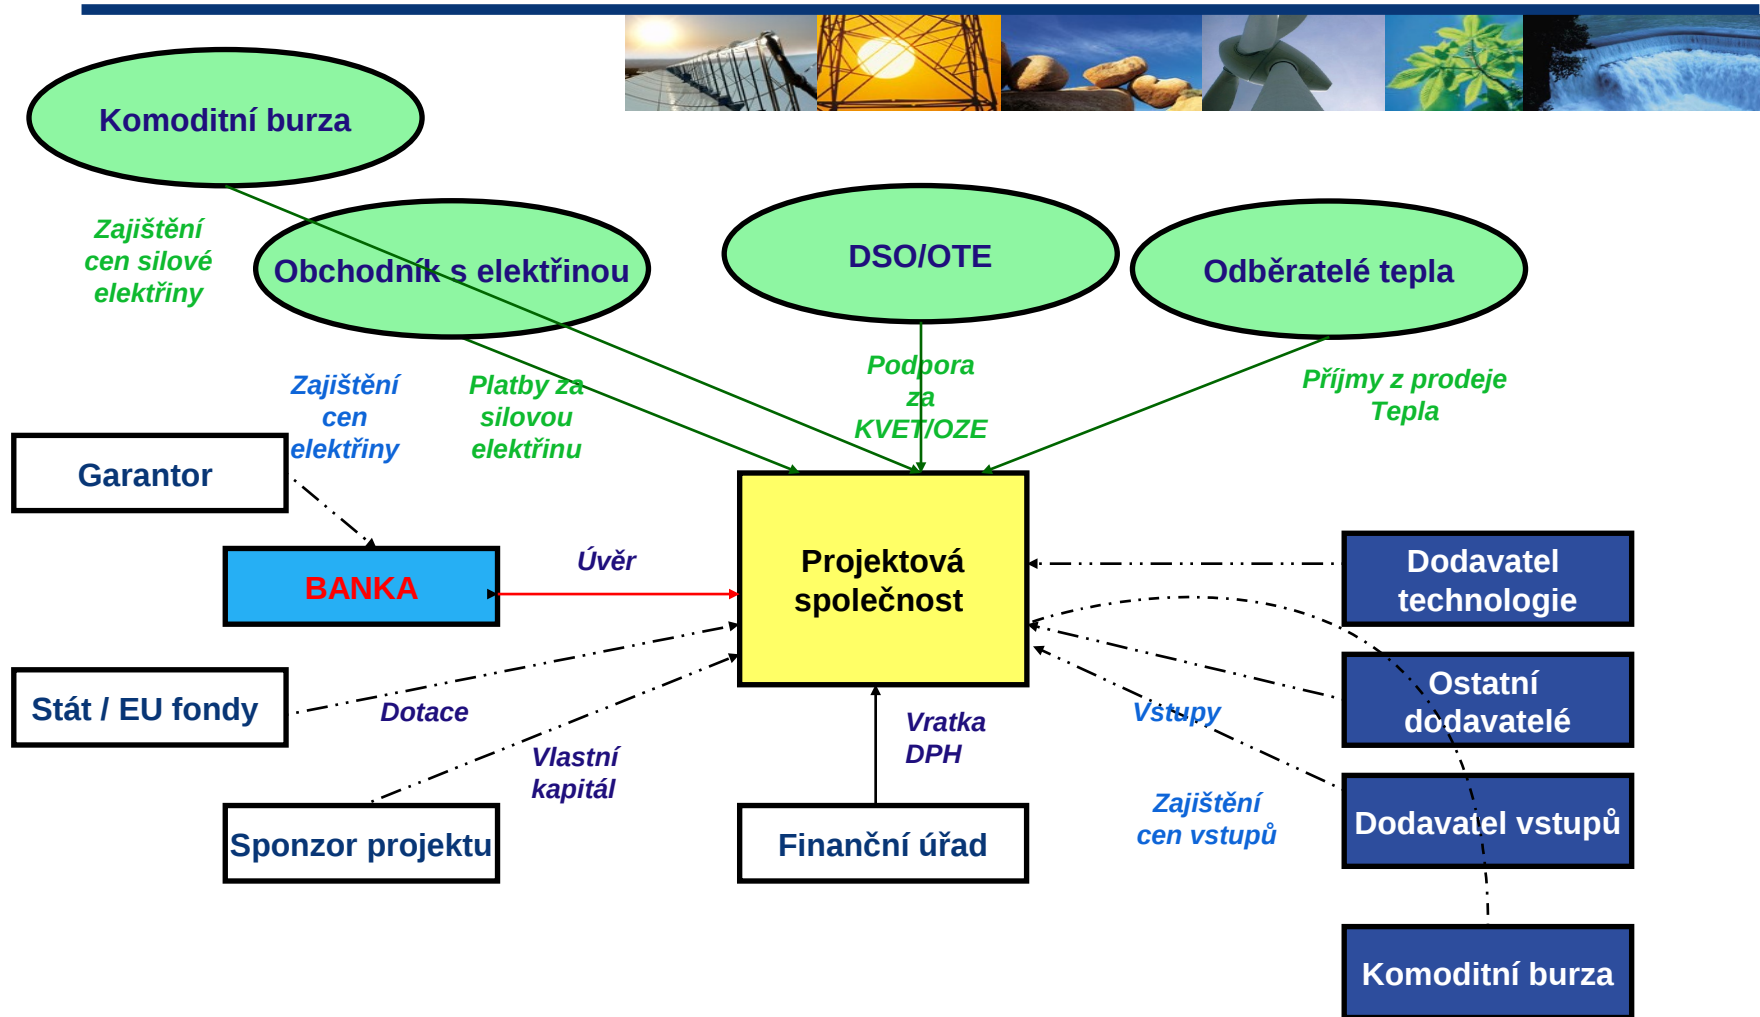 Komoditní burza
Zajištění
cen silové
elektřiny
Obchodník s elektřinou
DSO/OTE
Odběratelé tepla
Zajištění
cen
elektřiny
Platby za
silovou
elektřinu
Podpora
za
KVET/OZE
Příjmy z prodeje
Tepla
Garantor
BANKA
Úvěr
Projektová
společnost
Dodavatel
technologie
Stát / EU fondy
Dotace
Vlastní
kapitál
Vratka
DPH
Vstupy
Ostatní
dodavatelé
Zajištění
cen vstupů
Dodavatel vstupů
Sponzor projektu
Finanční úřad
Komoditní burza